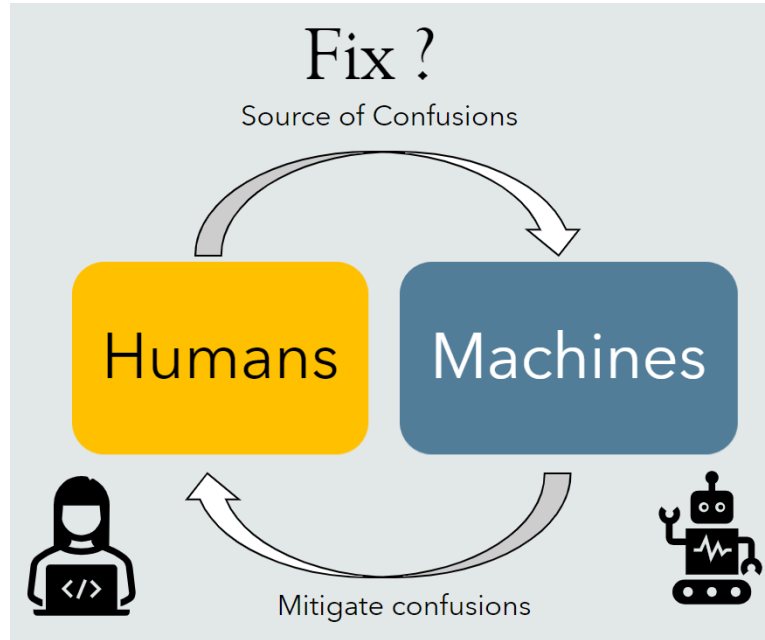 Fix ?
Source of Confusions
Humans
Machines
</>
Mitigate confusions